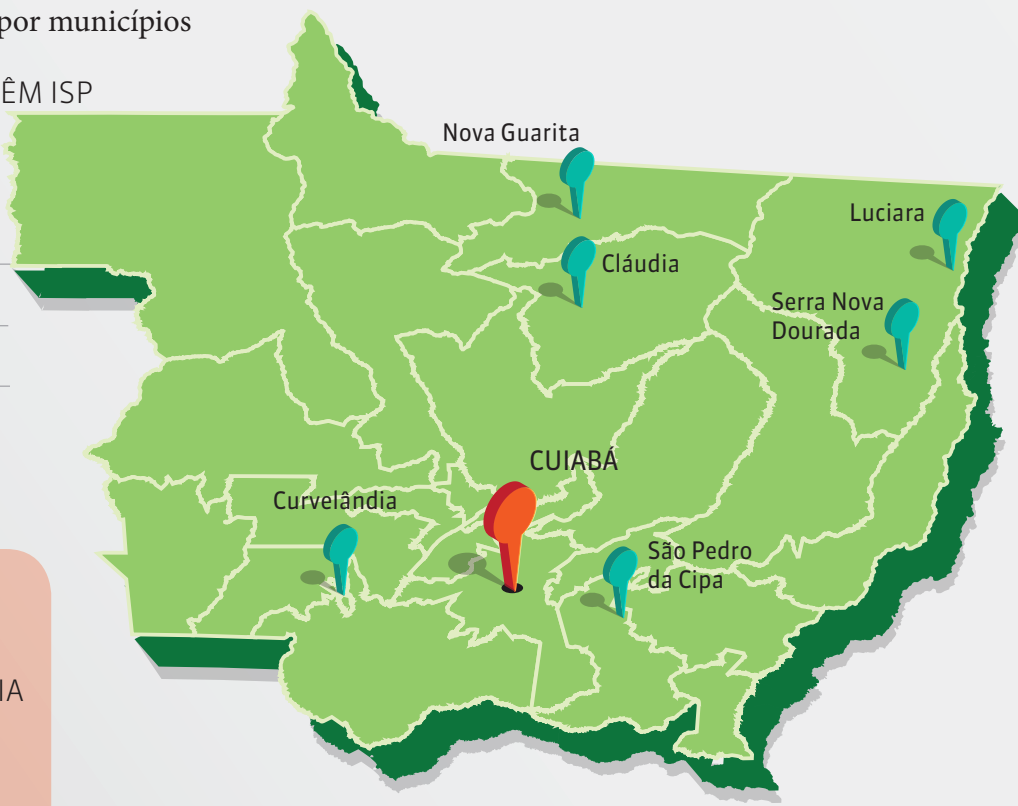 por municípios
ÊM ISP
Nova Guarita
Luciara
Cláudia
Serra Nova
Dourada
CUIABÁ
Curvelândia
São Pedro
da Cipa
IA